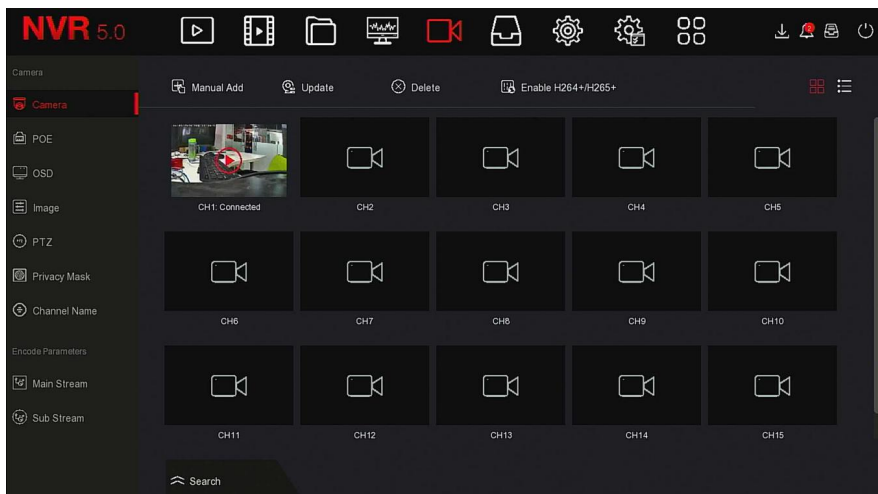 NVR 5.0
Camera
Manual Add
Update
Delete
Enable H264+/H265+
Camera
POE
OSD
Image
PTZ
Privacy Mask
Channel Name
Encode Parameters
Main Stream
Sub Stream
CH1: Connected
CH2
CH3
CH4
CH5
CH6
CH7
CH8
CH9
CH10
CH11
CH12
CH13
CH14
CH15
Search